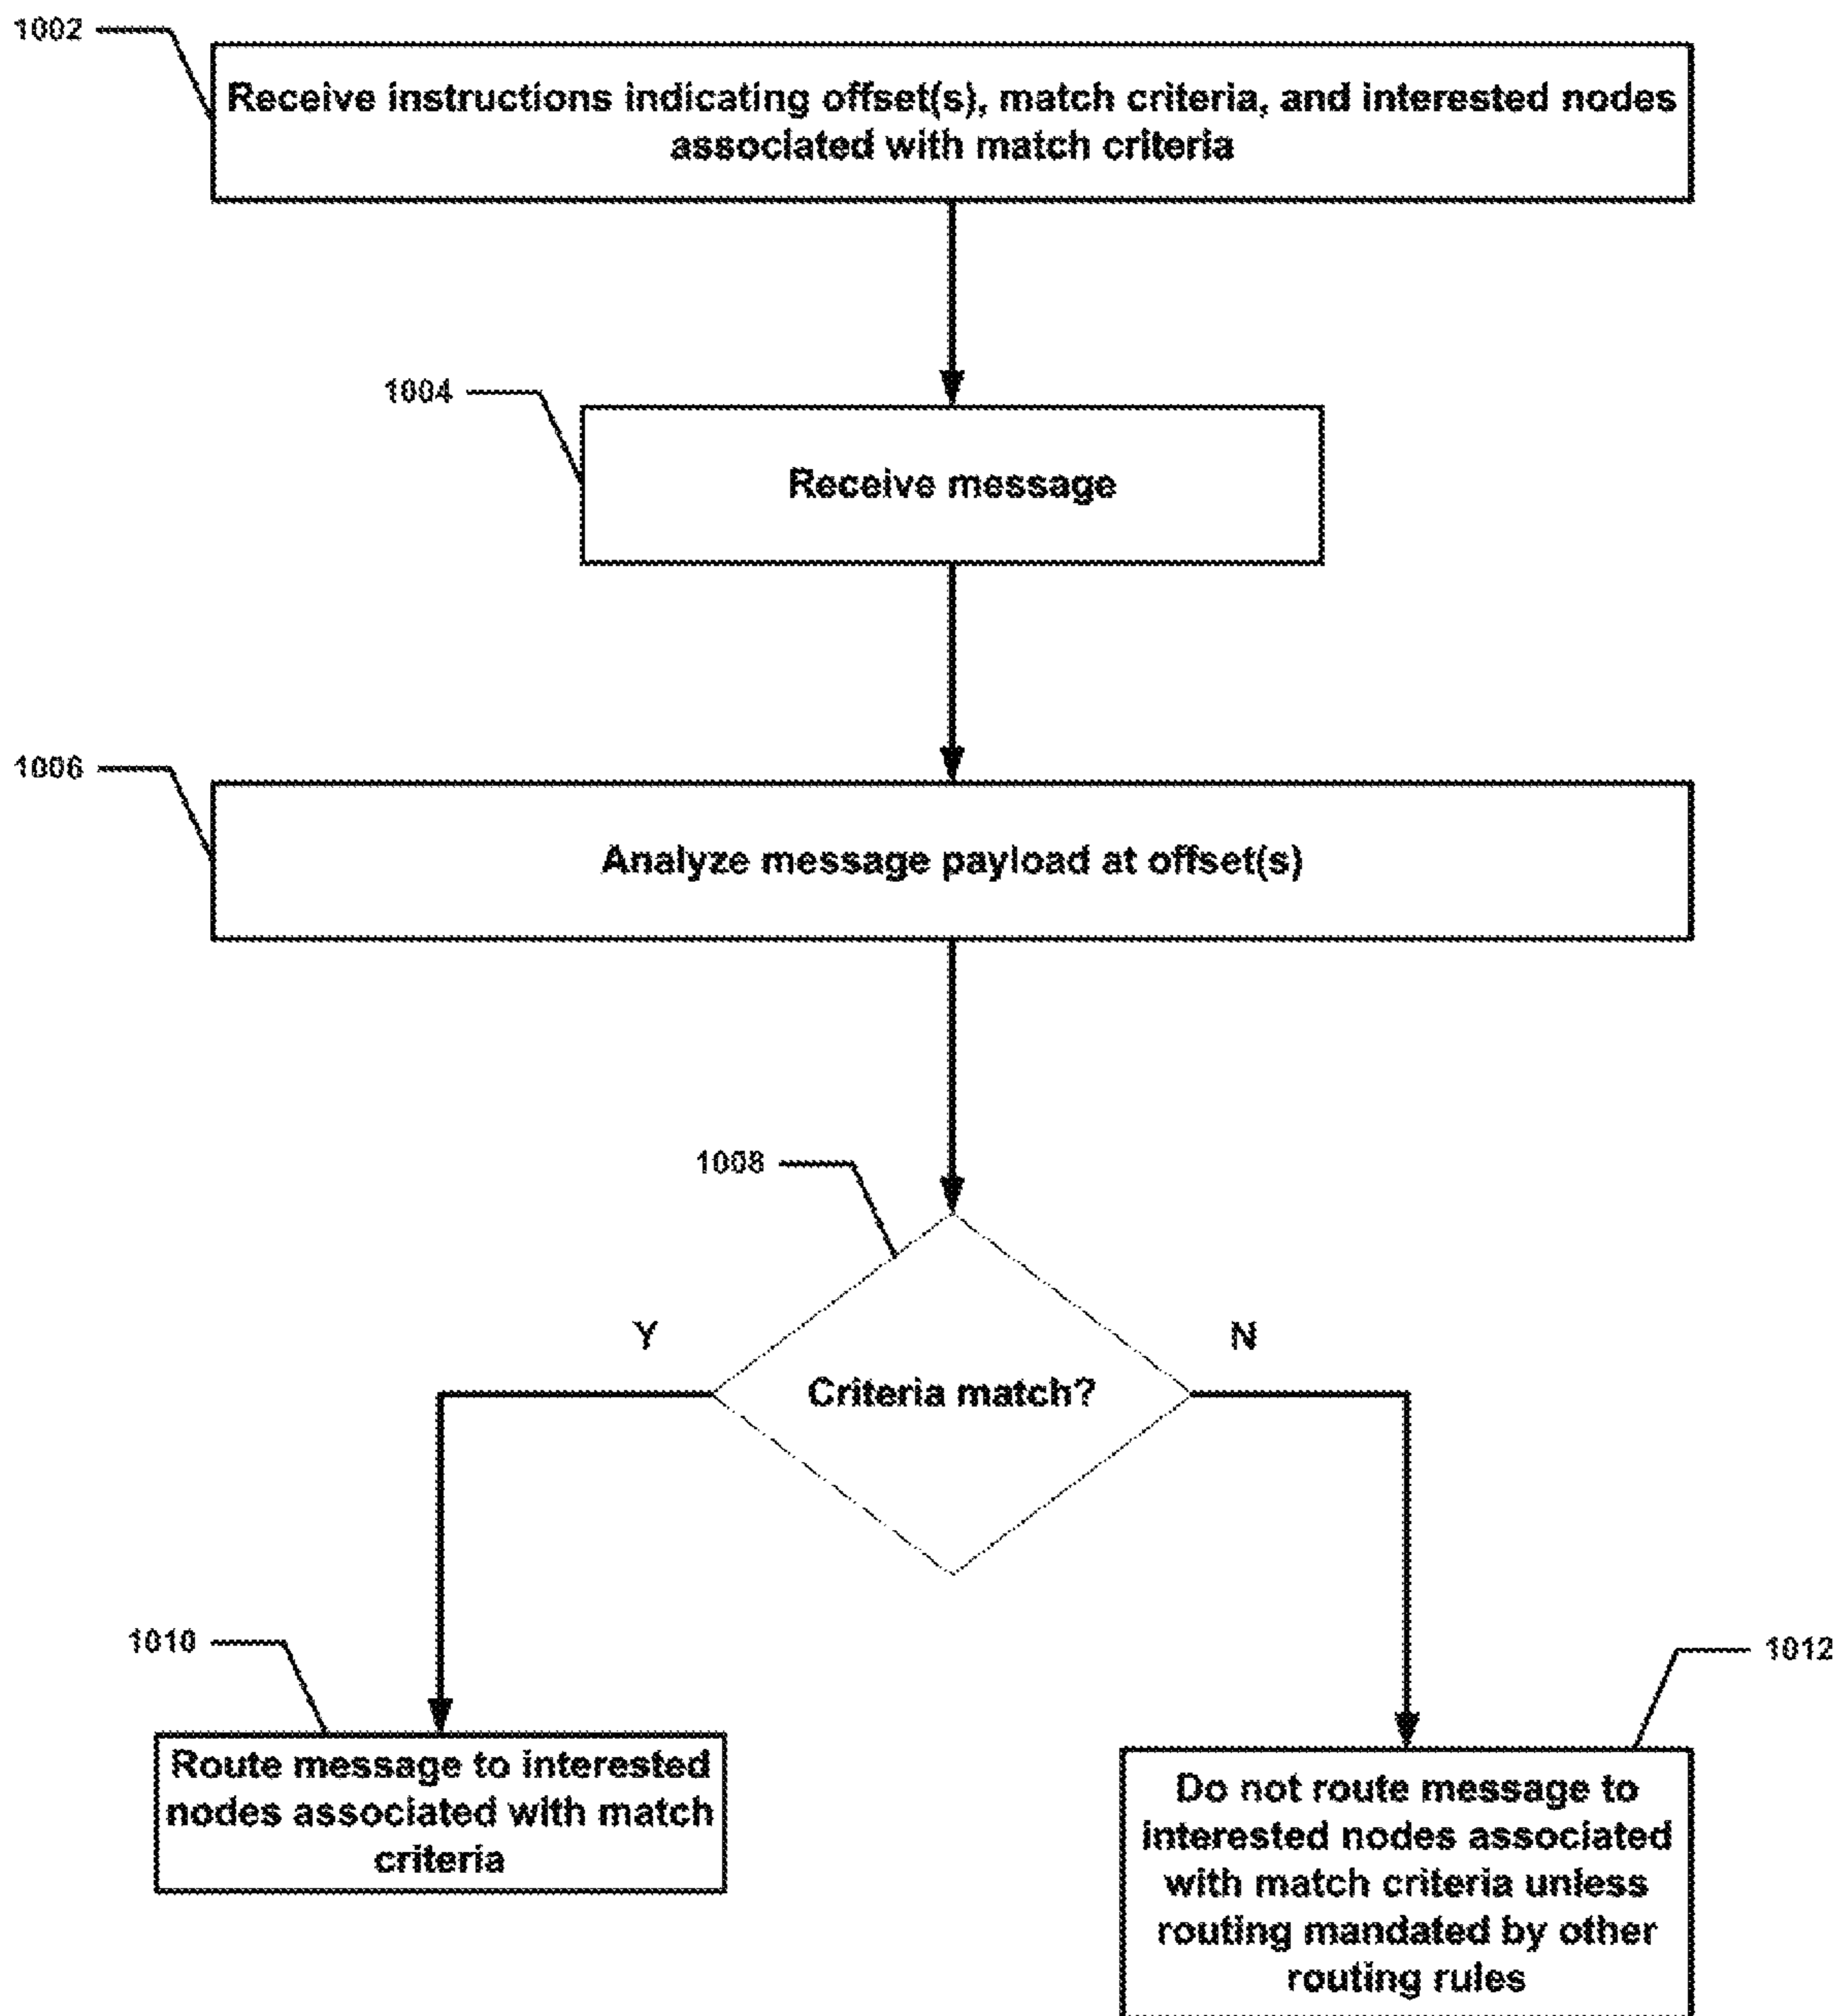 1002
Receive instructions indicating offset(s), match criteria, and interested nodes
associated with match criteria
1004
Receive message
1006
Analyze message payload at offset(s)
1008
Y
N
Criteria match?
1010
1012
Route message to interested
nodes associated with match
criteria
Do not route message to
interested nodes associated
with match criteria unless
routing mandated by other
routing rules